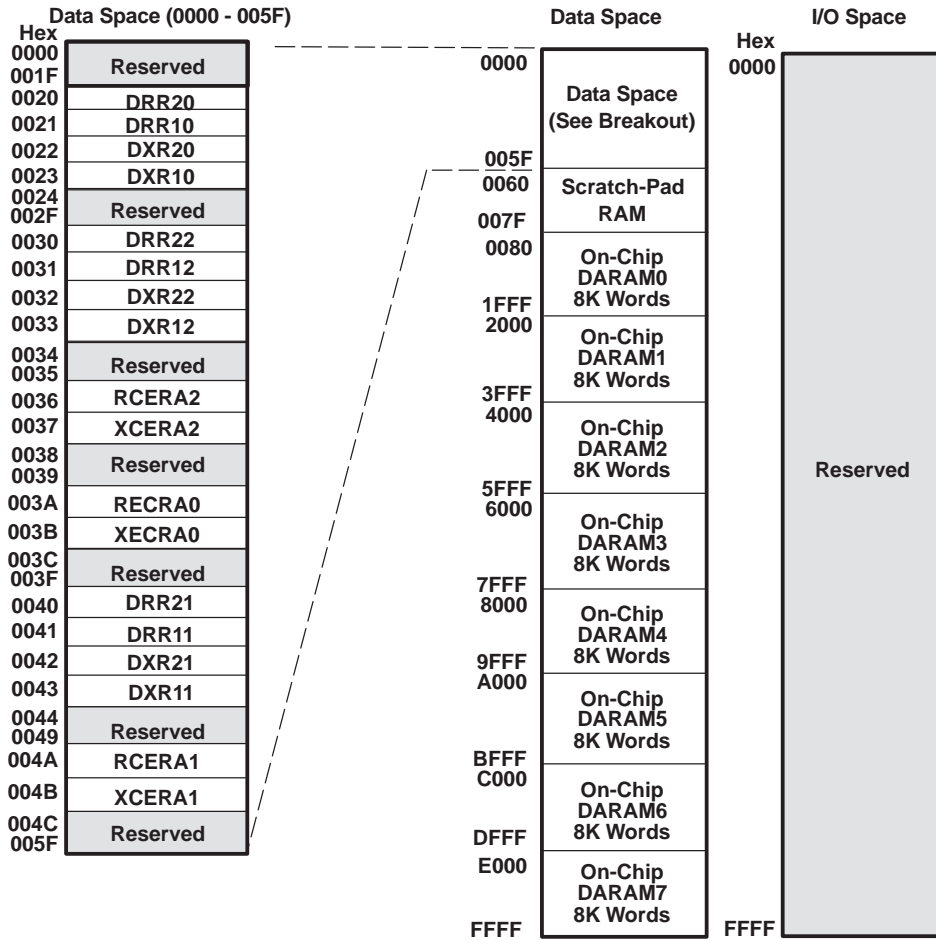 Data Space (0000 - 005F)
Hex
0000
001F
Reserved
0020
DRR20
0021
DRR10
0022
DXR20
0023
DXR10
0024
002F
Reserved
0030
DRR22
0031
DRR12
0032
DXR22
0033
DXR12
0034
0035
Reserved
0036
RCERA2
0037
XCERA2
0038
0039
Reserved
003A
RECRA0
003B
XECRA0
003C
003F
Reserved
0040
DRR21
0041
DRR11
0042
DXR21
0043
DXR11
0044
0049
Reserved
004A
RCERA1
004B
XCERA1
004C
005F
Reserved
Data Space
0000
Data Space
(See Breakout)
005F
0060
Scratch-Pad
RAM
007F
0080
On-Chip
DARAM0
8K Words
1FFF
2000
On-Chip
DARAM1
8K Words
3FFF
4000
On-Chip
DARAM2
8K Words
5FFF
6000
On-Chip
DARAM3
8K Words
7FFF
8000
On-Chip
DARAM4
8K Words
9FFF
A000
On-Chip
DARAM5
8K Words
BFFF
C000
On-Chip
DARAM6
8K Words
DFFF
E000
On-Chip
DARAM7
8K Words
FFFF
I/O Space
Hex
0000
Reserved
FFFF